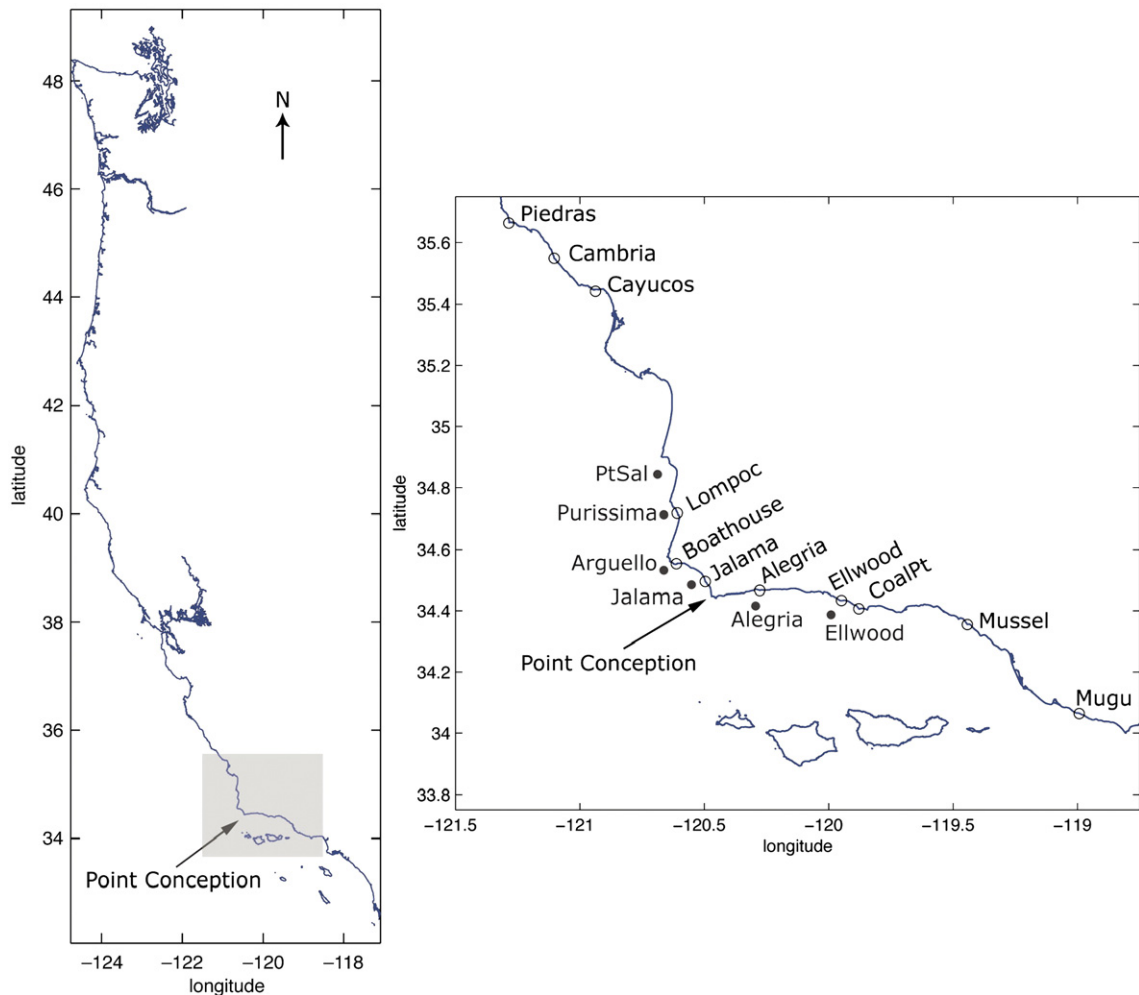 48
46
44
42
40
38
36
34
latitude
N
Point Conception
−124
−122
−120
−118
longitude
35.6
35.4
35.2
35
34.8
34.6
34.4
34.2
34
33.8
latitude
Piedras
Cambria
Cayucos
PtSal
Lompoc
Purissima
Boathouse
Arguello
Jalama
Jalama
Alegria
Alegria
Ellwood
Ellwood
CoalPt
Mussel
Point Conception
Mugu
−121.5
−121
−120.5
−120
−119.5
−119
longitude